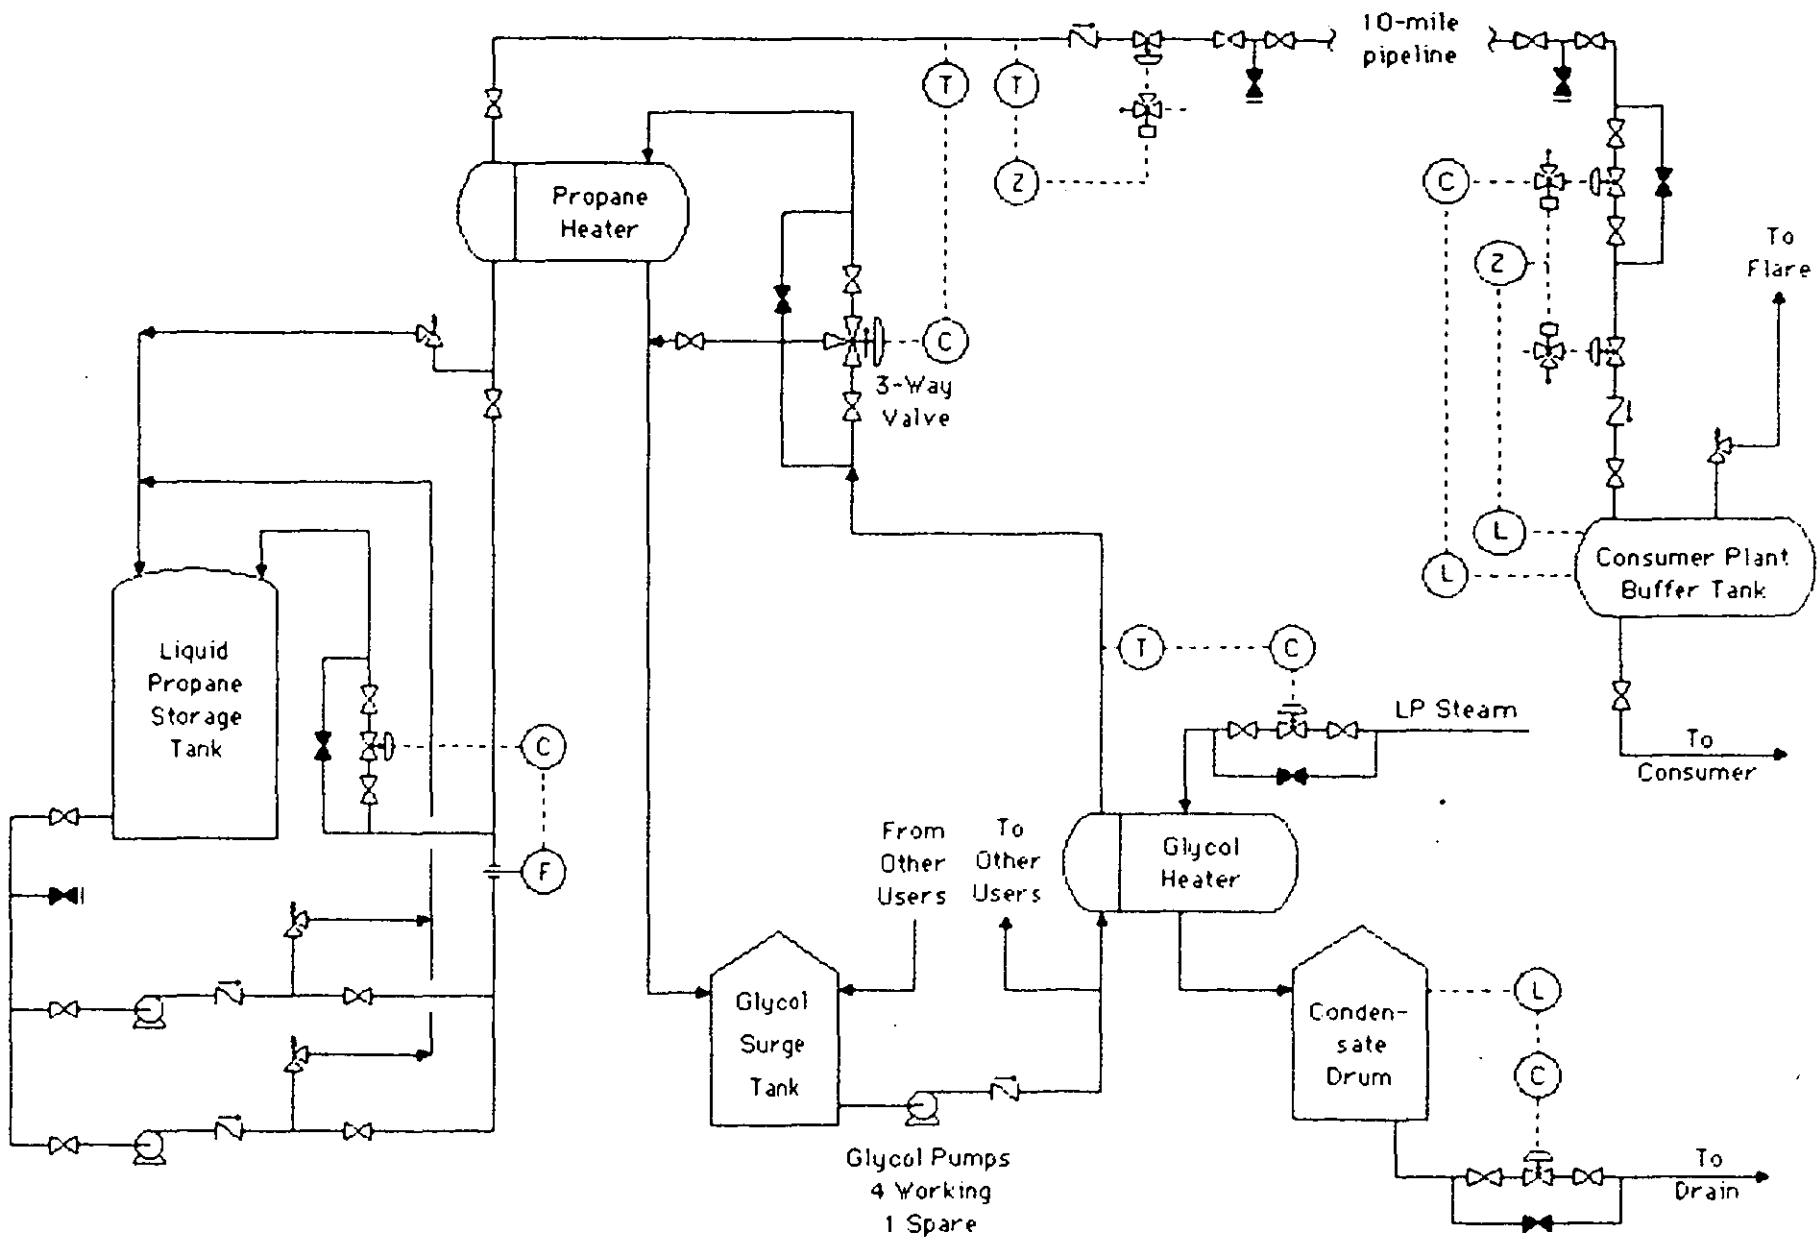 10-mile
pipeline
T
T
Propane
Heater
Z
C
To
Flare
Z
C
3-Way
Valve
L
Consumer Plant
Buffer Tank
L
Liquid
Propane
Storage
Tank
T
C
LP Steam
C
To
Consumer
F
From
Other
Users
To
Other
Users
Glycol
Heater
Glycol
Surge
Tank
Conden-
sate
Drum
L
C
Glycol Pumps
4 Working
1 Spare
To
Drain